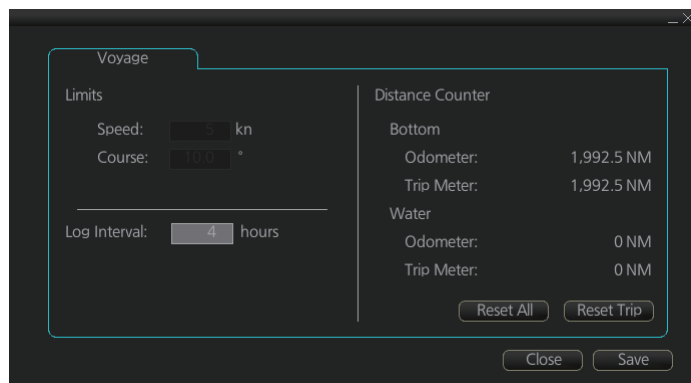 Voyage
Limits
Speed: 5 kn
Course: 10.0 °
Log Interval: 4 hours
Distance Counter
Bottom
Odometer: 1,992.5 NM
Trip Meter: 1,992.5 NM
Water
Odometer: 0 NM
Trip Meter: 0 NM
Reset All Reset Trip
Close Save